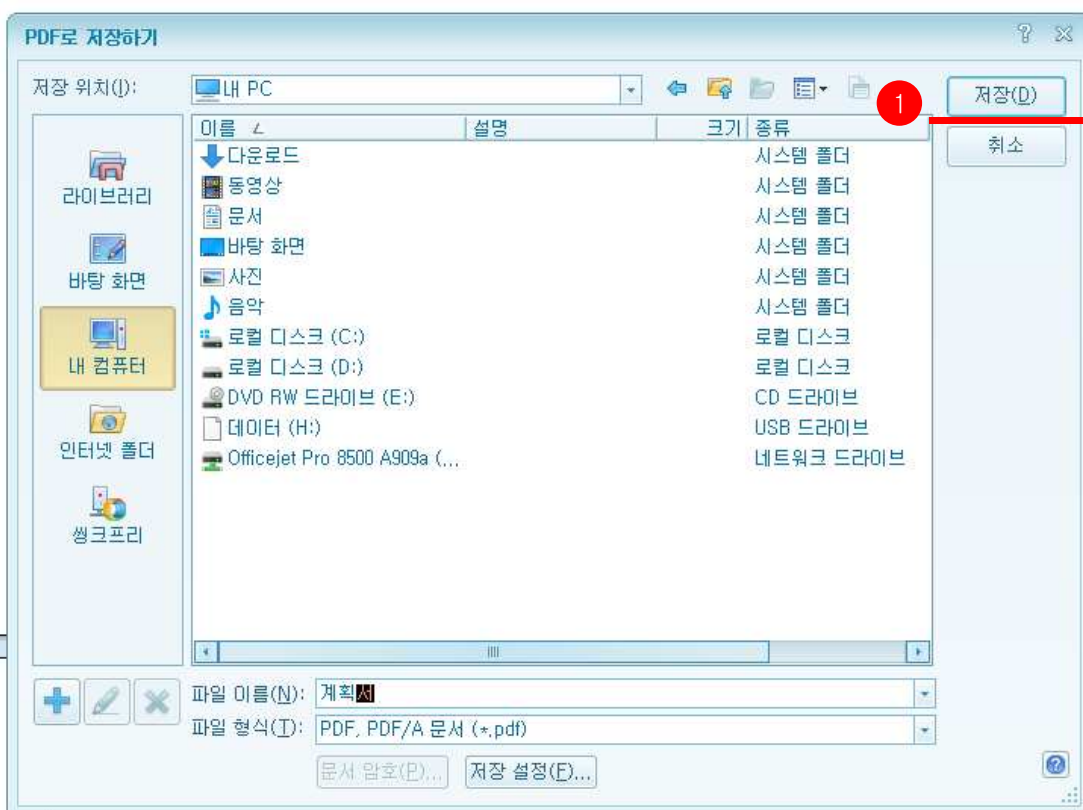 PDF로 저장하기
저장 위치(I): 내 PC
1
저장(D)
취소
이름 설명 크기 종류
다운로드 시스템 폴더
동영상 시스템 폴더
문서 시스템 폴더
바탕 화면 시스템 폴더
사진 시스템 폴더
음악 시스템 폴더
로컬 디스크 (C:) 로컬 디스크
로컬 디스크 (D:) 로컬 디스크
DVD RW 드라이브 (E:) CD 드라이브
데이터 (H:) USB 드라이브
Officejet Pro 8500 A909a (... 네트워크 드라이브
라이브러리
바탕 화면
내 컴퓨터
인터넷 폴더
씽크프리
파일 이름(N): 계획서
파일 형식(T): PDF, PDF/A 문서 (*.pdf)
문서 암호(P)... 저장 설정(F)...